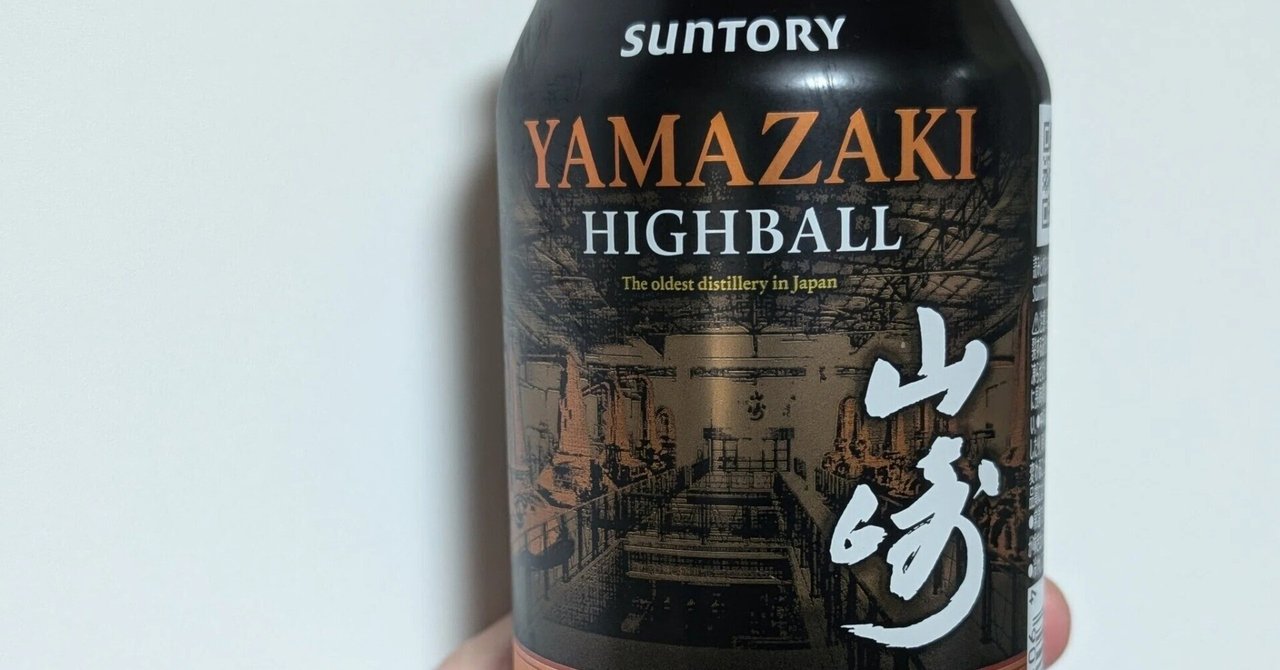 SUNTORY
YAMAZAKI
HIGHBALL
The oldest distillery in Japan
山崎